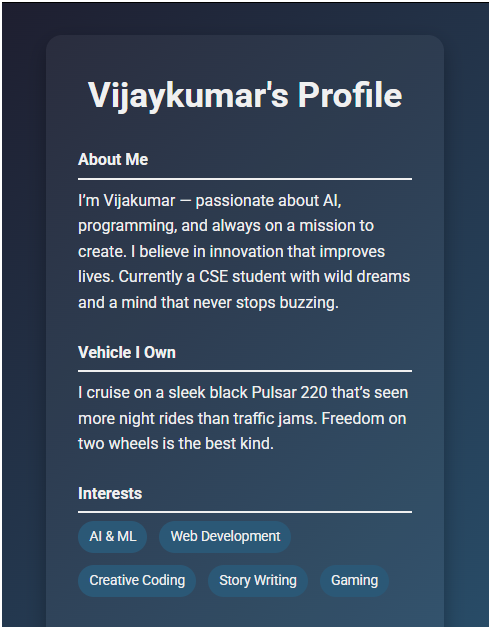 Vijaykumar's Profile
About Me
I'm Vijakumar — passionate about AI,
programming, and always on a mission to
create. I believe in innovation that improves
lives. Currently a CSE student with wild dreams
and a mind that never stops buzzing.
Vehicle I Own
I cruise on a sleek black Pulsar 220 that's seen
more night rides than traffic jams. Freedom on
two wheels is the best kind.
Interests
AI & ML Web Development
Creative Coding Story Writing Gaming